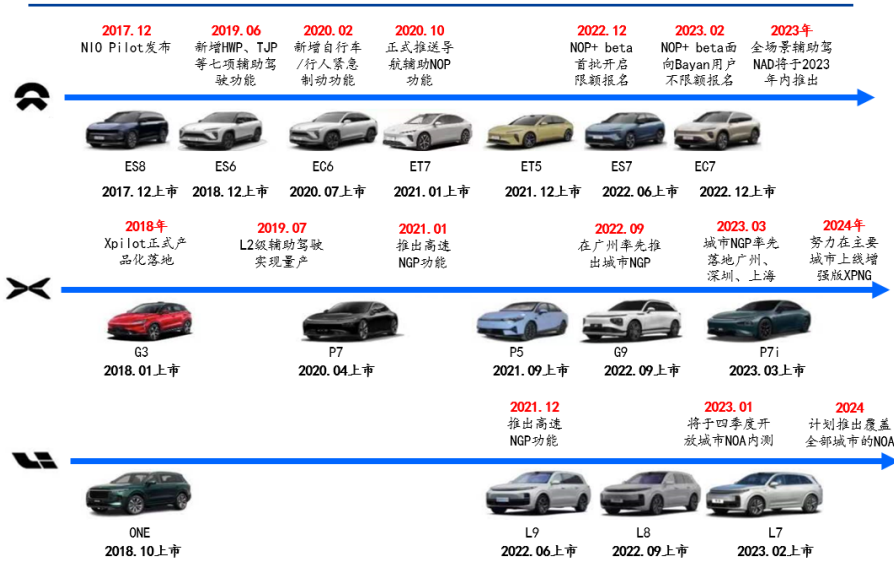 2017.12
NIO Pilot发布
2019.06
新增HWP、TJP
等七项辅助驾
驶功能
2020.02
新增自行车
/行人紧急
制动功能
2020.10
正式推送导
航辅助NOP
功能
2022.12
NOP+ beta
首批开启
限额报名
2023.02
NOP+ beta面
向Bayan用户
不限额报名
2023年
全场景辅助驾
NAD将于2023
年内推出
ES8
2017.12上市
ES6
2018.12上市
EC6
2020.07上市
ET7
2021.01上市
ET5
2021.12上市
ES7
2022.06上市
EC7
2022.12上市
2018年
Xpilot正式产
品化落地
2019.07
L2级辅助驾驶
实现量产
2021.01
推出高速
NGP功能
2022.09
在广州率先推
出城市NGP
2023.03
城市NGP率先
落地广州、
深圳、上海
2024年
努力在主要
城市上线增
强版XPNG
G3
2018.01上市
P7
2020.04上市
P5
2021.09上市
G9
2022.09上市
P7i
2023.03上市
2021.12
推出高速
NGP功能
2023.01
将于四季度开
放城市NOA内测
2024
计划推出覆盖
全部城市的NOA
ONE
2018.10上市
L9
2022.06上市
L8
2022.09上市
L7
2023.02上市